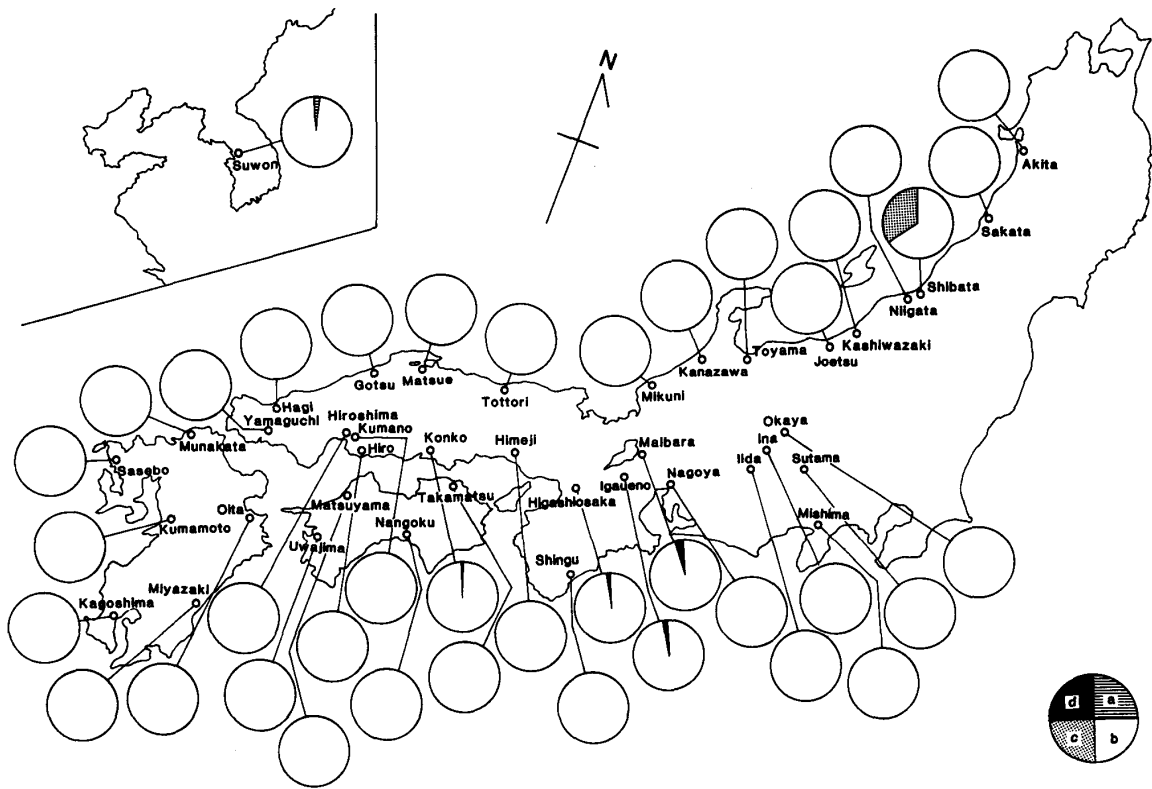 N
Suwon
Akita
Sakata
Shibata
Niigata
Kashiwazaki
Joetsu
Toyama
Kanazawa
Mikuni
Tottori
Matsue
Gotsu
Hagi
Yamaguchi
Munakata
Sasebo
Kumamoto
Oita
Miyazaki
Kagoshima
Hiroshima
Kumano
Hiro
Konko
Himeji
Matsuyama
Takamatsu
Nangoku
Uwajima
Higashiosaka
Shingu
Igaueno
Maibara
Nagoya
Okaya
Ina
Iida
Sutama
Mishima
d a
c b